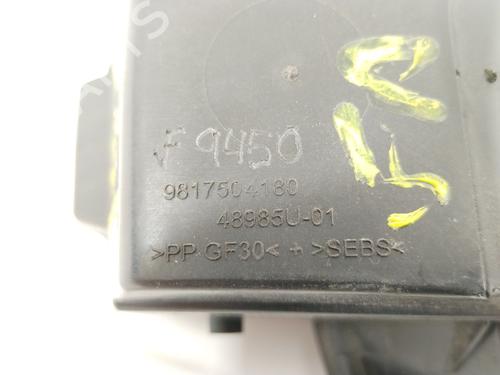 F 9450
9817504180
48985U-01
>PP GF30< + >SEBS<